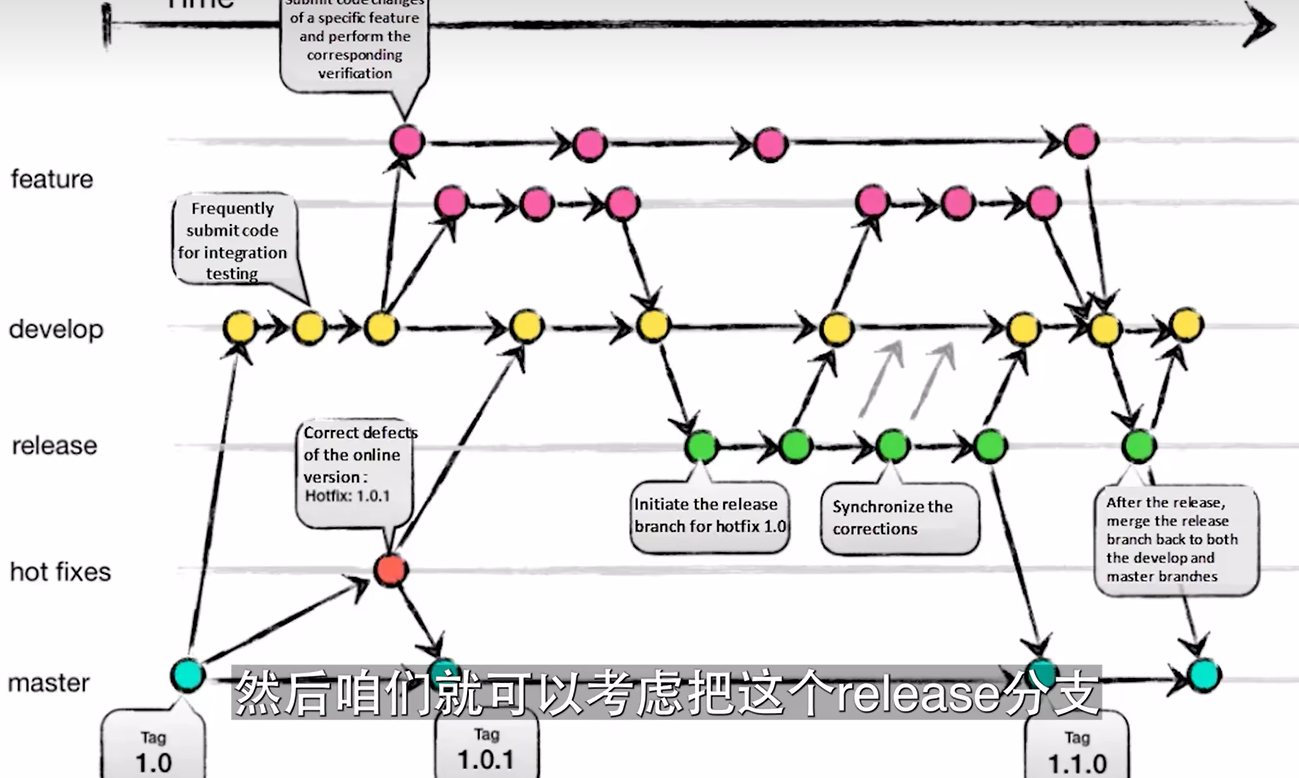 Time
Submit code changes
of a specific feature
and perform the
corresponding
verification
feature
Frequently
submit code
for integration
testing
develop
release
Correct defects
of the online
version:
Hotfix: 1.0.1
Initiate the release
branch for hotfix 1.0
Synchronize the
corrections
After the release,
merge the release
branch back to both
the develop and
master branches
hot fixes
master
然后咱们就可以考虑把这个release分支
Tag
1.0
Tag
1.0.1
Tag
1.1.0